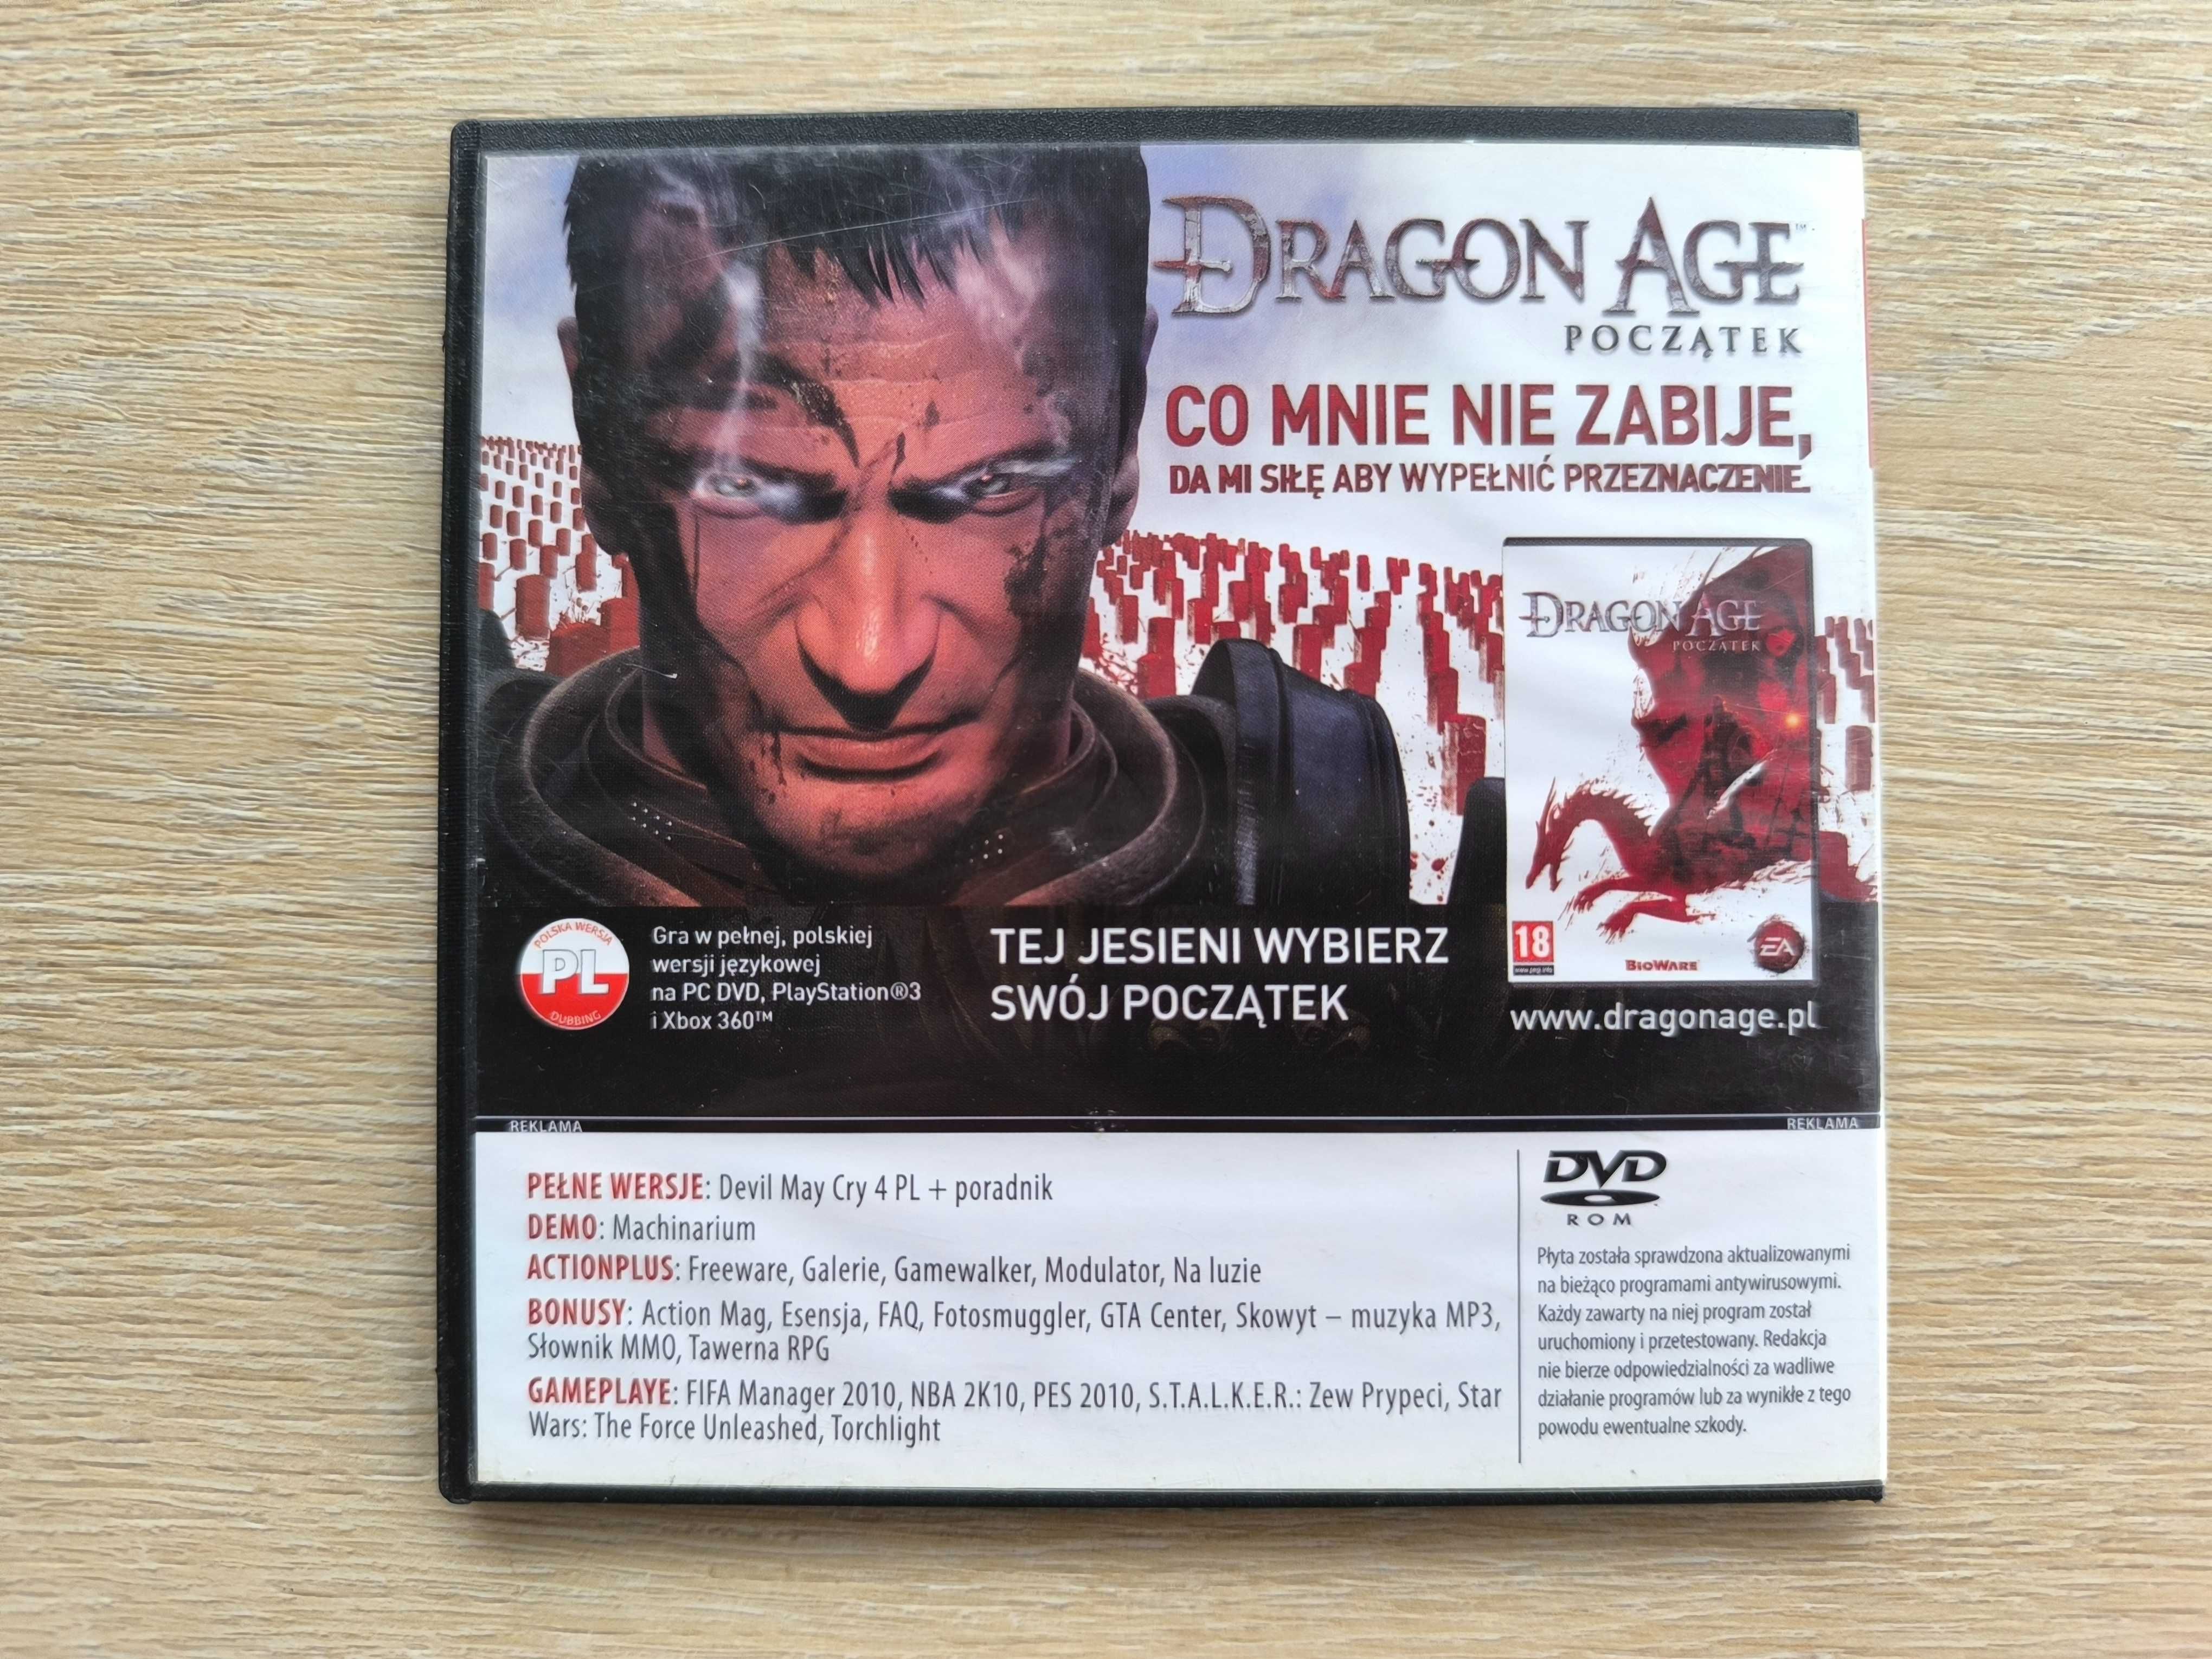 DRAGON AGE™
POCZĄTEK
CO MNIE NIE ZABIJE,
DA MI SIŁĘ ABY WYPEŁNIĆ PRZEZNACZENIE.
DRAGON AGE
POCZĄTEK
18
www.pegi.info
BIOWARE
EA
POLSKA WERSJA
PL
DUBBING
Gra w pełnej, polskiej
wersji językowej
na PC DVD, PlayStation®3
i Xbox 360™
TEJ JESIENI WYBIERZ
SWÓJ POCZĄTEK
www.dragonage.pl
REKLAMA
REKLAMA
PEŁNE WERSJE: Devil May Cry 4 PL + poradnik
DEMO: Machinarium
ACTIONPLUS: Freeware, Galerie, Gamewalker, Modulator, Na luzie
BONUSY: Action Mag, Esensja, FAQ, Fotosmuggler, GTA Center, Skowyt – muzyka MP3,
Słownik MMO, Tawerna RPG
GAMEPLAYE: FIFA Manager 2010, NBA 2K10, PES 2010, S.T.A.L.K.E.R.: Zew Prypeci, Star
Wars: The Force Unleashed, Torchlight
DVD
ROM
Płyta została sprawdzona aktualizowanymi
na bieżąco programami antywirusowymi.
Każdy zawarty na niej program został
uruchomiony i przetestowany. Redakcja
nie bierze odpowiedzialności za wadliwe
działanie programów lub za wynikłe z tego
powodu ewentualne szkody.